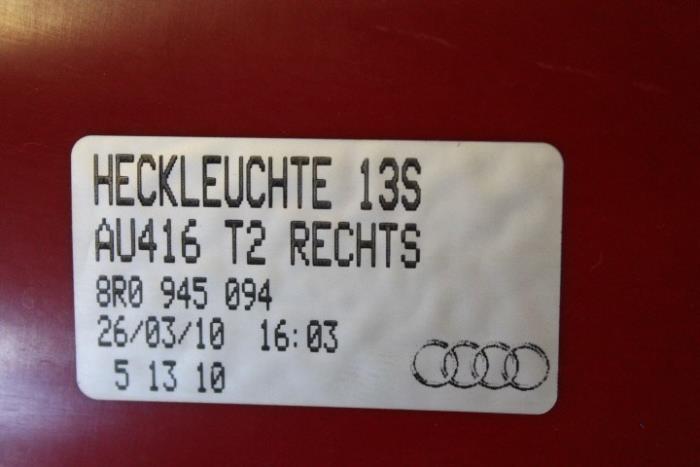 HECKLEUCHTE 13S
AU416 T2 RECHTS
8R0 945 094
26/03/10 16:03
5 13 10